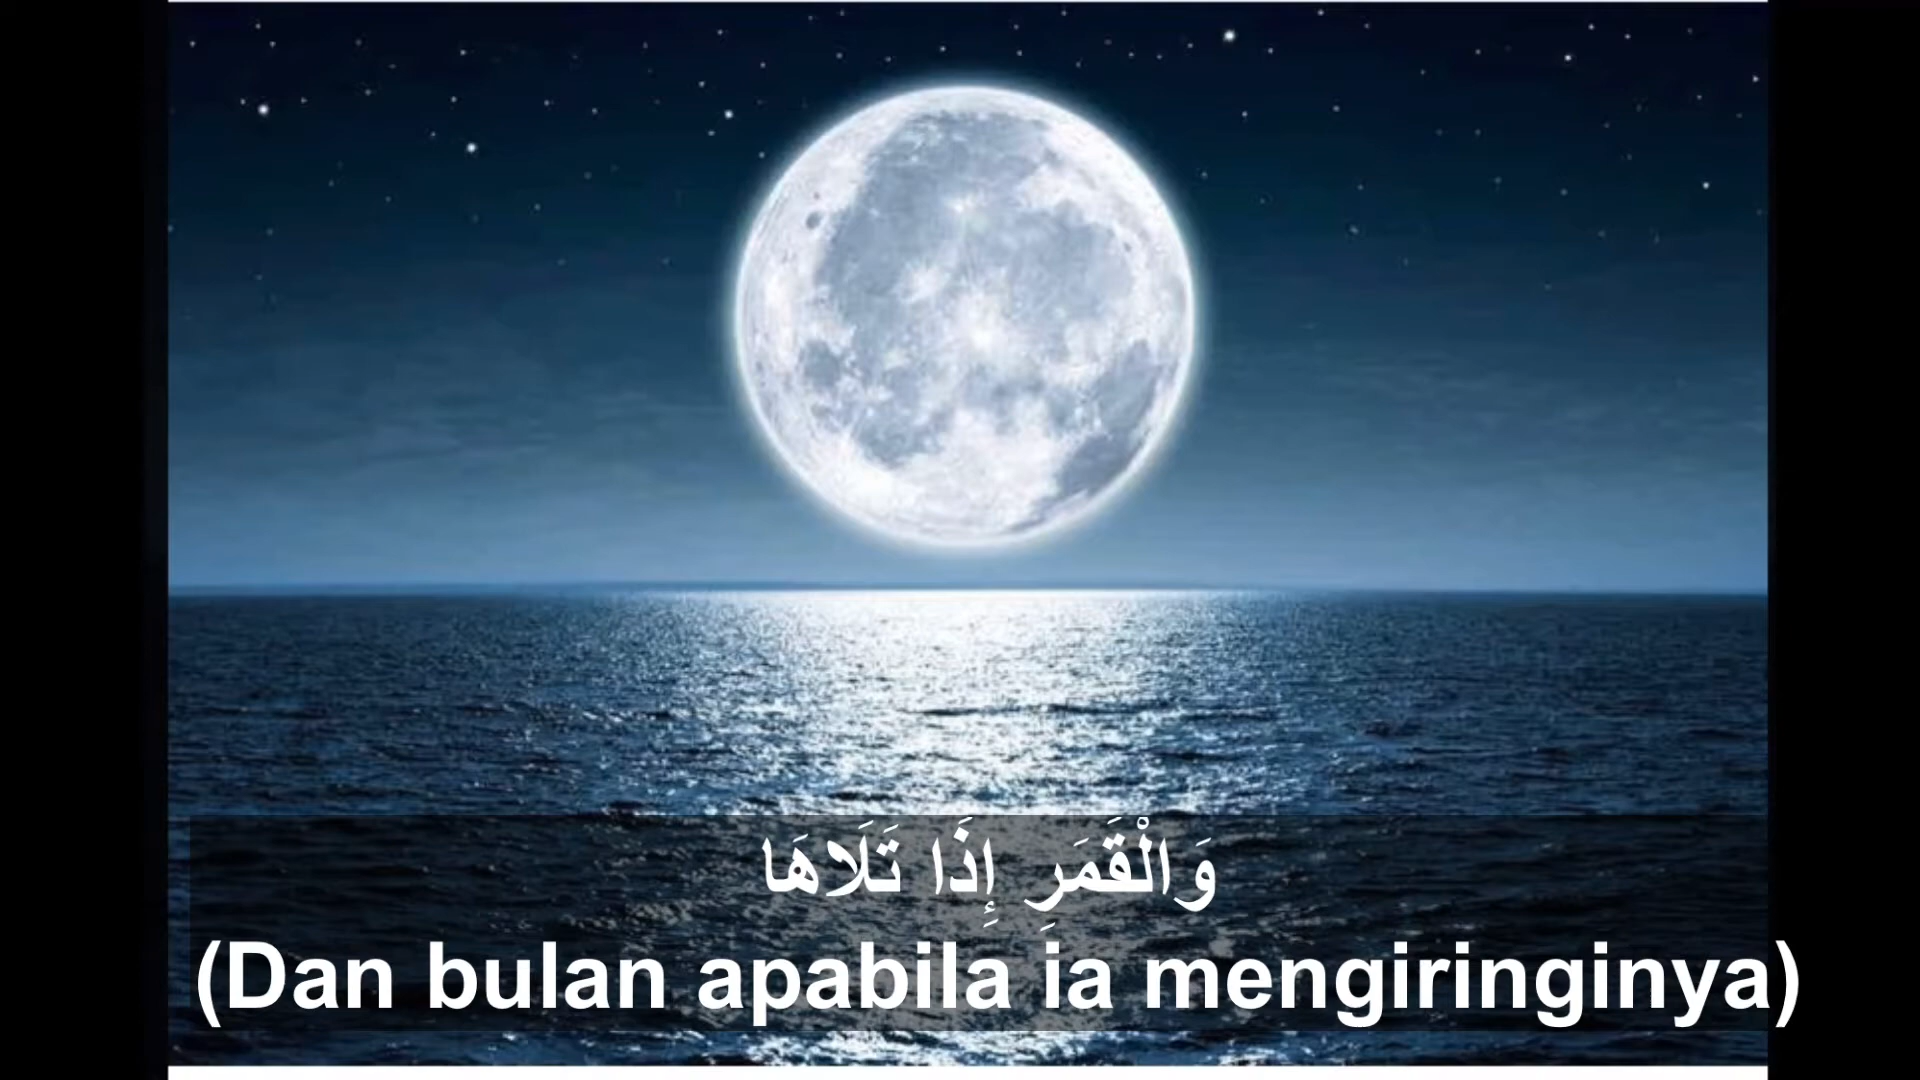 وَالْقَمَرِ إِذَا تَلَاهَا
(Dan bulan apabila ia mengiringinya)